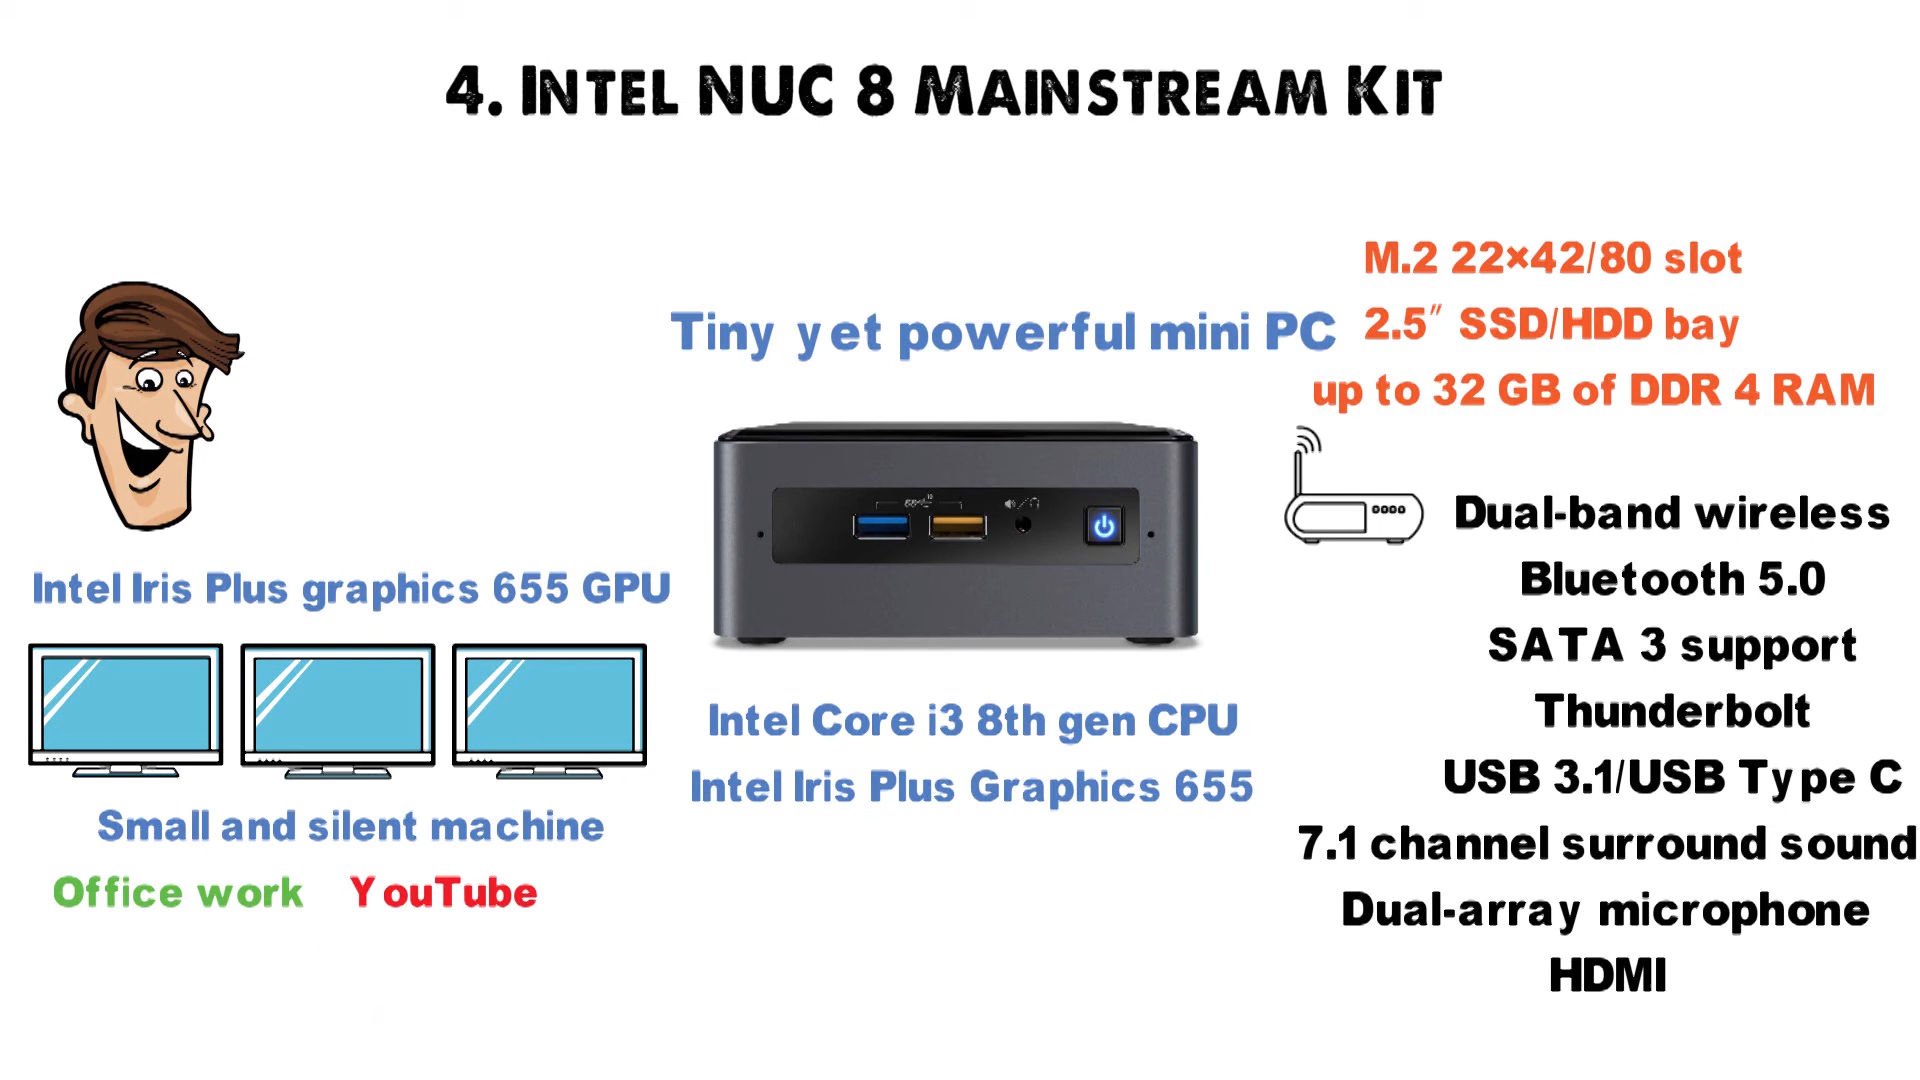 4. INTEL NUC 8 MAINSTREAM KIT
Tiny yet powerful mini PC
M.2 22×42/80 slot
2.5″ SSD/HDD bay
up to 32 GB of DDR 4 RAM
Intel Iris Plus graphics 655 GPU
Small and silent machine
Office work
YouTube
Intel Core i3 8th gen CPU
Intel Iris Plus Graphics 655
Dual-band wireless
Bluetooth 5.0
SATA 3 support
Thunderbolt
USB 3.1/USB Type C
7.1 channel surround sound
Dual-array microphone
HDMI